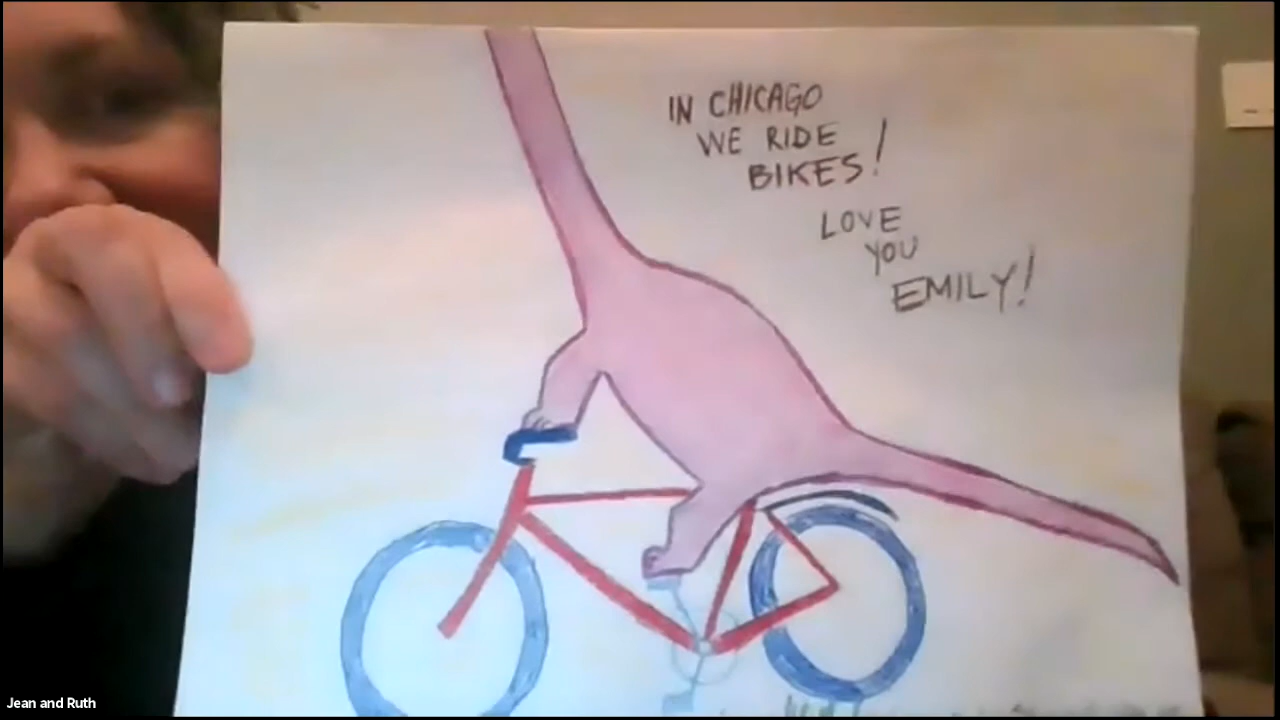 IN CHICAGO
WE RIDE
BIKES!
LOVE
YOU
EMILY!
Jean and Ruth